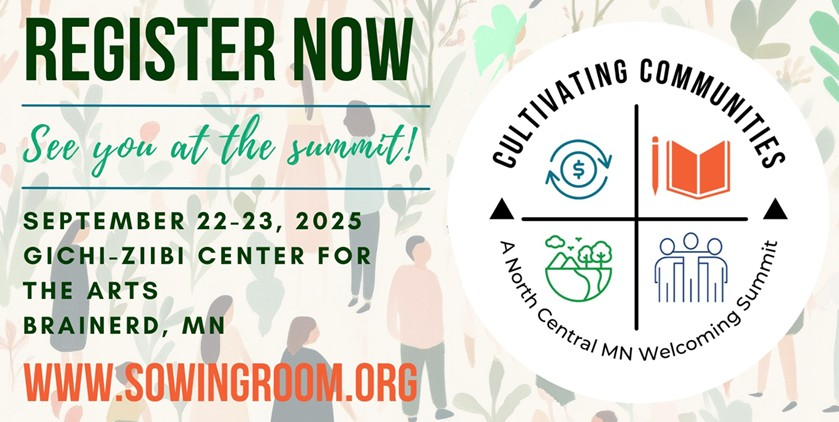 REGISTER NOW
See you at the summit!
SEPTEMBER 22-23, 2025
GICHI-ZIIBI CENTER FOR
THE ARTS
BRAINERD, MN
WWW.SOWINGROOM.ORG
CULTIVATING COMMUNITIES
$
A North Central MN Welcoming Summit